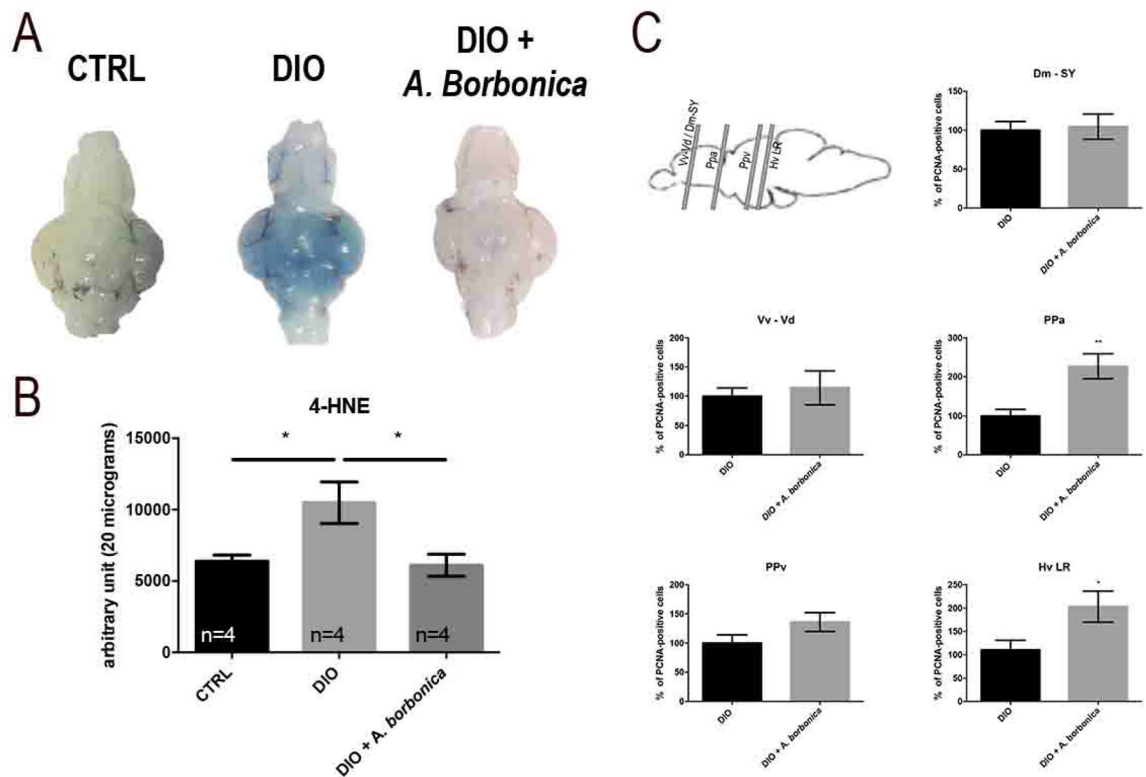 A
CTRL
DIO
DIO +
A. Borbonica
B
4-HNE
*
*
arbitrary unit (20 micrograms)
15000
10000
5000
0
n=4
n=4
n=4
CTRL
DIO
DIO + A. borbonica
C
Vv-Vd / Dm-SY
Ppa
Ppv
Hv LR
Dm - SY
% of PCNA-positive cells
150
100
50
0
DIO
DIO + A. borbonica
Vv - Vd
% of PCNA-positive cells
200
150
100
50
0
DIO
DIO + A. borbonica
PPa
**
% of PCNA-positive cells
300
200
100
0
DIO
DIO + A. borbonica
PPv
% of PCNA-positive cells
200
150
100
50
0
DIO
DIO + A. borbonica
Hv LR
*
% of PCNA-positive cells
250
200
150
100
50
0
DIO
DIO + A. borbonica